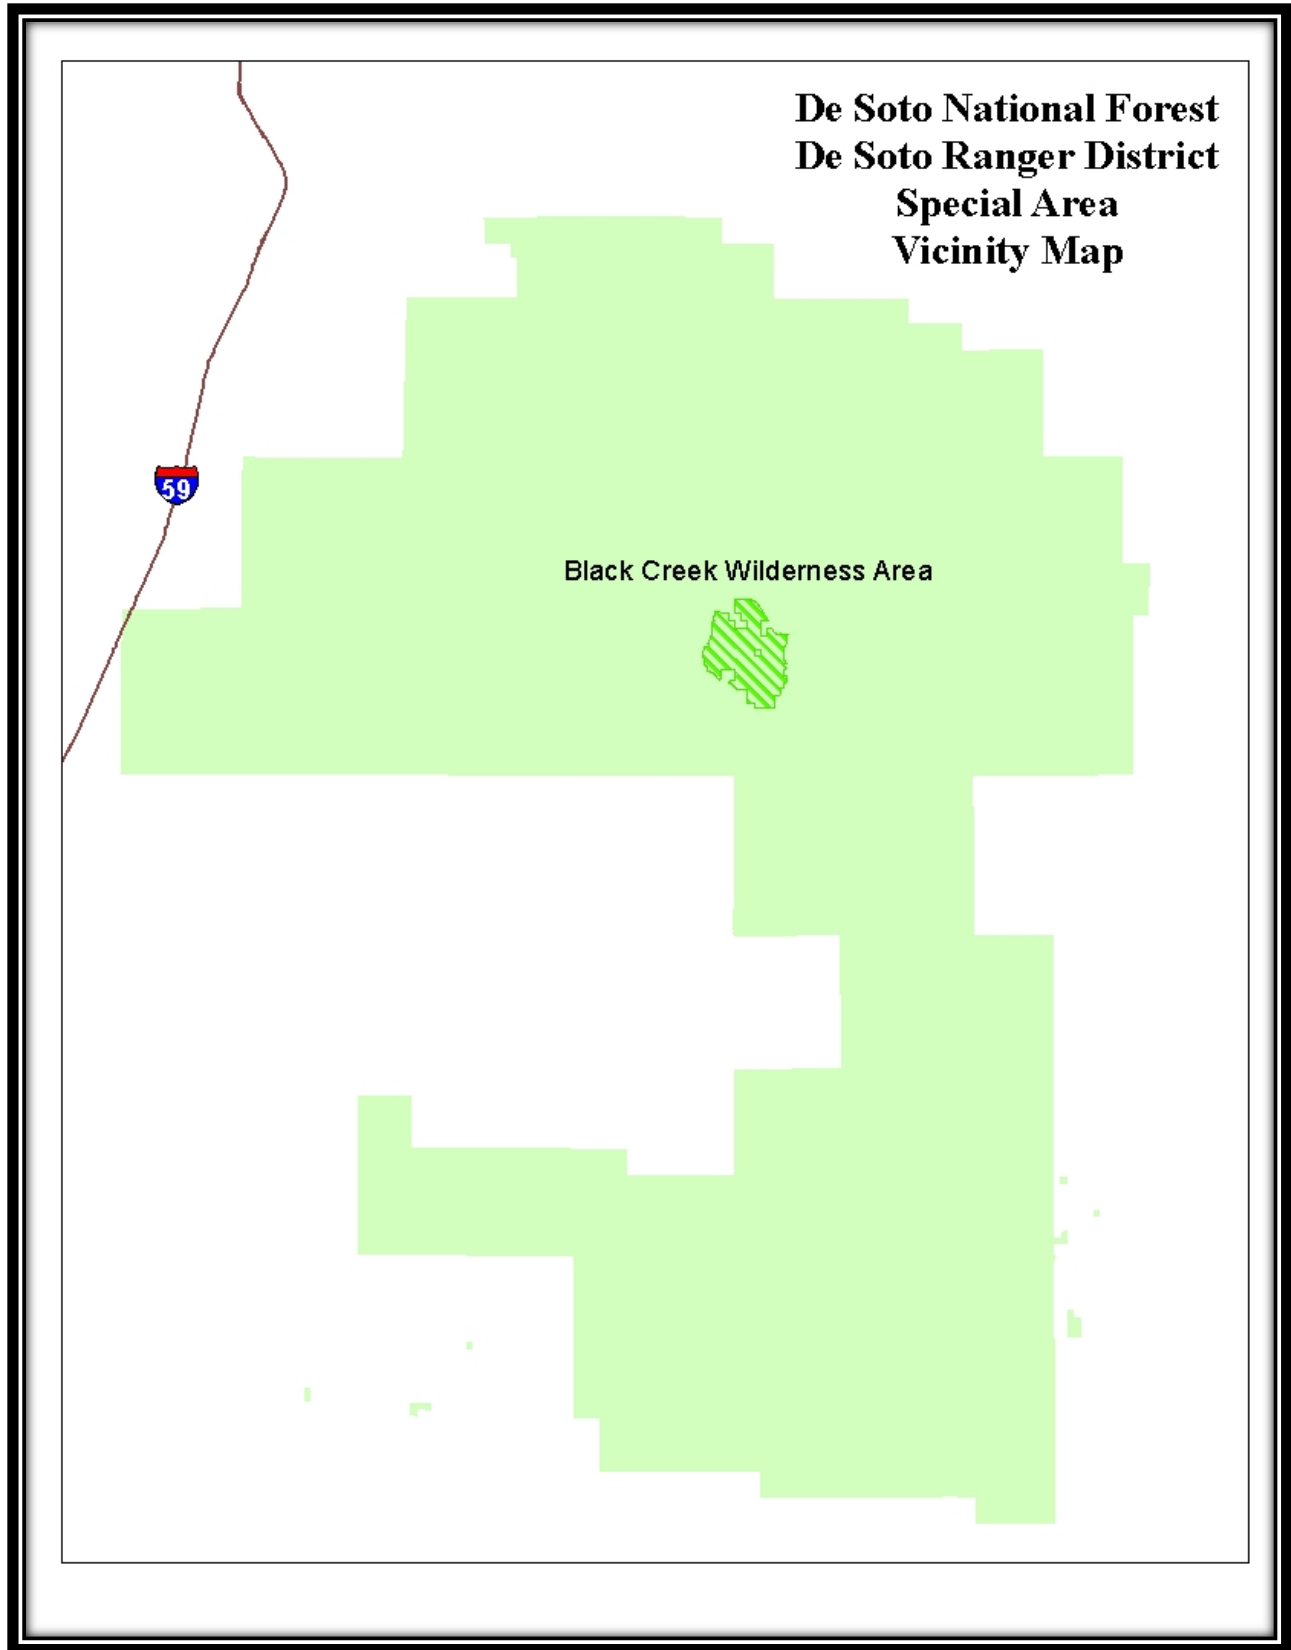 De Soto National Forest
De Soto Ranger District
Special Area
Vicinity Map
59
Black Creek Wilderness Area